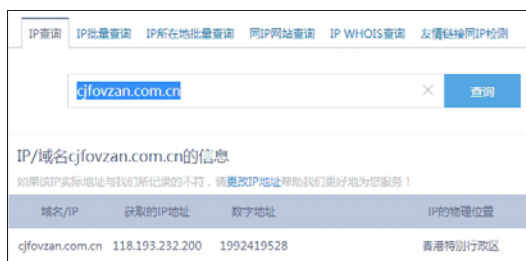 IP查询 IP批量查询 IP所在地批量查询 同IP网站查询 IP WHOIS查询 友情链接同IP检测
cjfovzan.com.cn × 查询
IP/域名cjfovzan.com.cn的信息
如果该IP实际地址与我们所记录的不符，请更改IP地址帮助我们更好地为您服务！
域名/IP 获取的IP地址 数字地址 IP的物理位置
cjfovzan.com.cn 118.193.232.200 1992419528 香港特别行政区